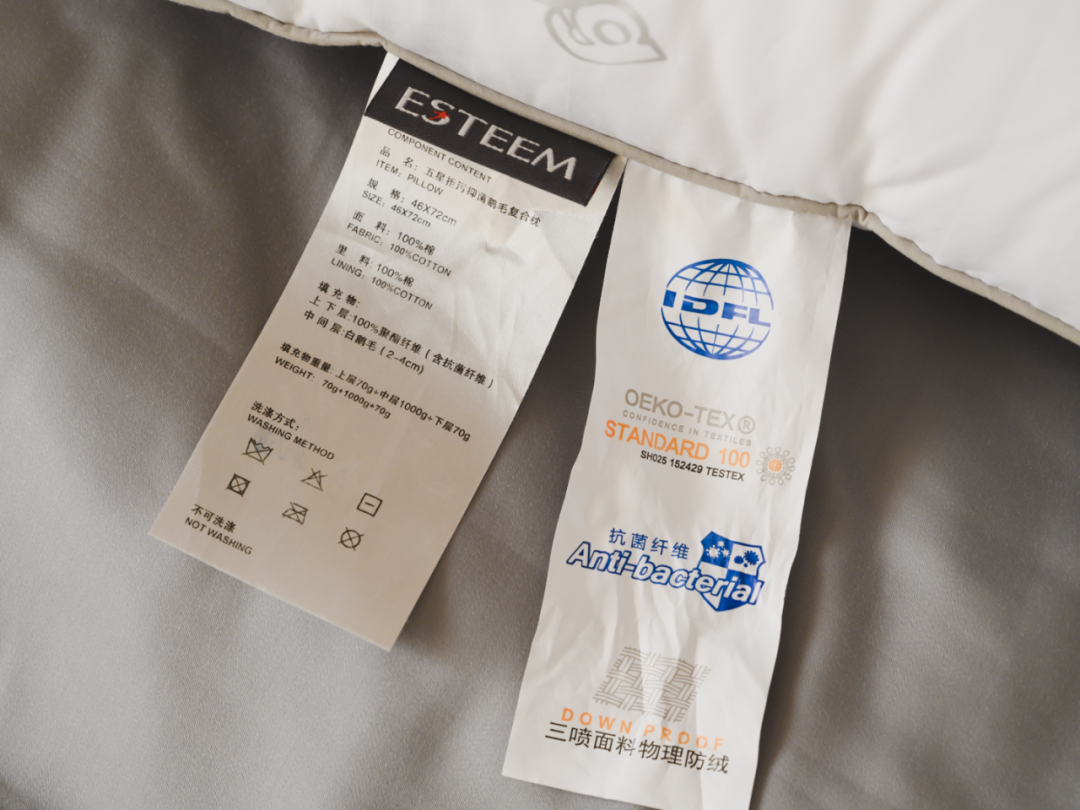 OR
ESTEEM
COMPONENT CONTENT
品 名：五星拒污抑菌鹅毛复合枕
ITEM：PILLOW
规 格：46X72cm
SIZE：46X72cm
面 料：100%棉
FABRIC：100%COTTON
里 料：100%棉
LINING：100%COTTON
填充物：
上下层：100%聚酯纤维（含抗菌纤维）
中间层：白鹅毛（2-4cm）
填充物重量：上层70g+中层1000g+下层70g
WEIGHT： 70g+1000g+70g
洗涤方式：
WASHING METHOD
不可洗涤
NOT WASHING
IDFL
OEKO-TEX®
CONFIDENCE IN TEXTILES
STANDARD 100
SH025 152429 TESTEX
抗菌纤维
Anti-bacterial
DOWN PROOF
三喷面料物理防绒